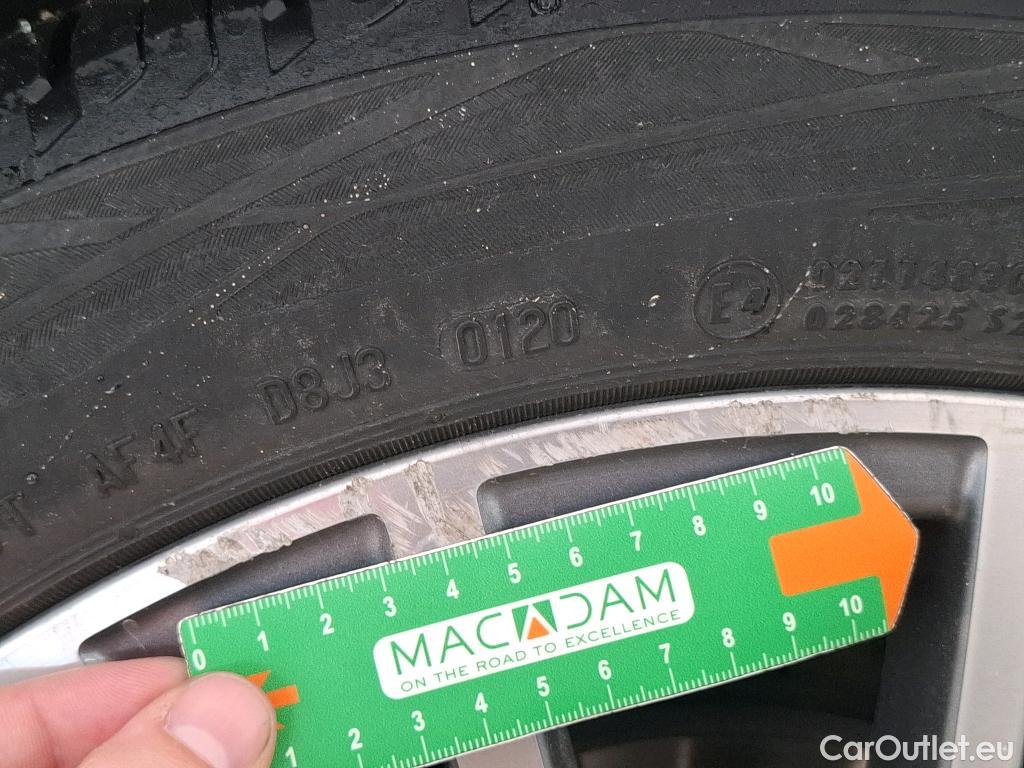 E4
028425 S2
AF4F D8J3 0120
0 1 2 3 4 5 6 7 8 9 10
MACADAM
ON THE ROAD TO EXCELLENCE
1 2 3 4 5 6 7 8 9 10
CarOutlet.eu